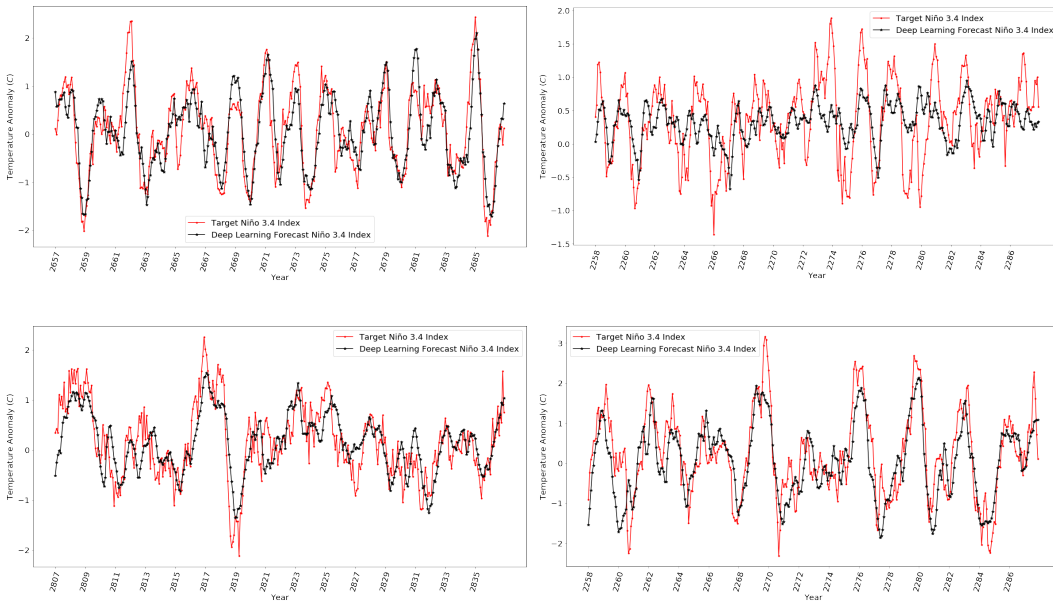 Temperature Anomaly (C)
2
1
0
−1
−2
Target Niño 3.4 Index
Deep Learning Forecast Niño 3.4 Index
2657 2659 2661 2663 2665 2667 2669 2671 2673 2675 2677 2679 2681 2683 2685
Year
Temperature Anomaly (C)
2.0
1.5
1.0
0.5
0.0
−0.5
−1.0
−1.5
Target Niño 3.4 Index
Deep Learning Forecast Niño 3.4 Index
2258 2260 2262 2264 2266 2268 2270 2272 2274 2276 2278 2280 2282 2284 2286
Year
Temperature Anomaly (C)
2
1
0
−1
−2
Target Niño 3.4 Index
Deep Learning Forecast Niño 3.4 Index
2807 2809 2811 2813 2815 2817 2819 2821 2823 2825 2827 2829 2831 2833 2835
Year
Temperature Anomaly (C)
3
2
1
0
−1
−2
Target Niño 3.4 Index
Deep Learning Forecast Niño 3.4 Index
2258 2260 2262 2264 2266 2268 2270 2272 2274 2276 2278 2280 2282 2284 2286
Year